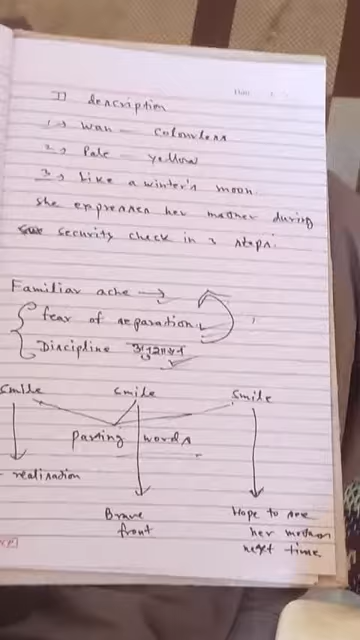 I) description
1 → Wan — Colourless
2 → Pale — yellow
3 → Like a winter's moon.
She expresses her mother during
security check in 3 steps.
Familiar ache →
fear of separation
Discipline अनुशासन
Smile Smile Smile
parting words
- realisation
Brave Hope to see
front her mother
next time